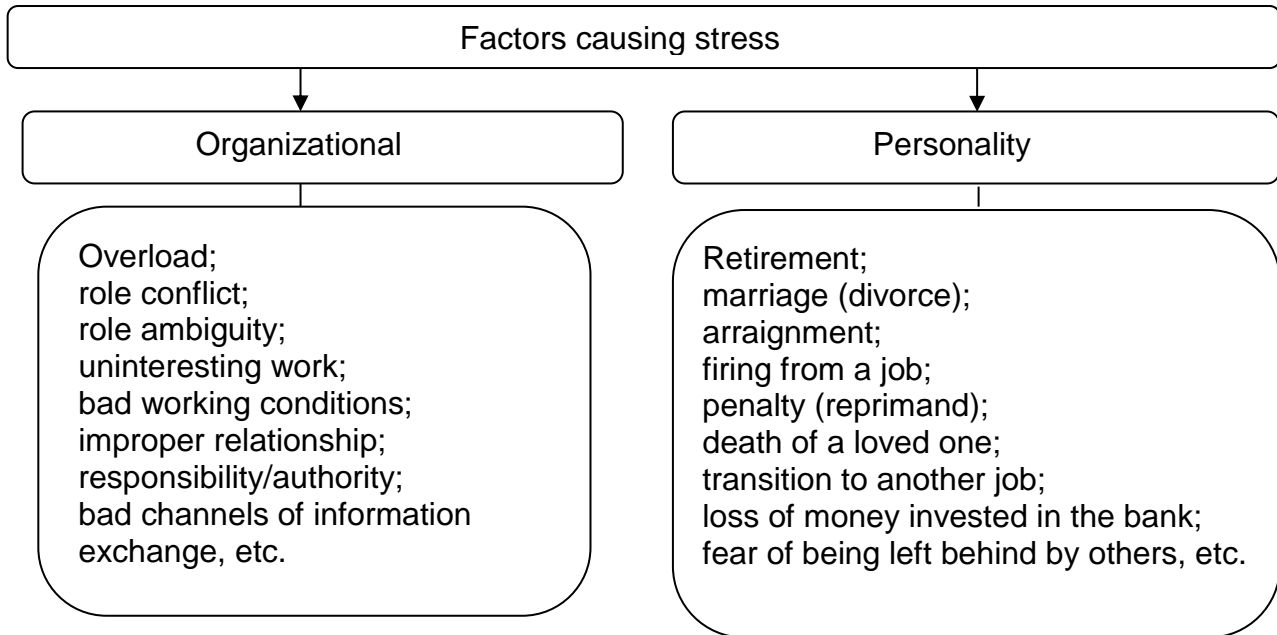 Factors causing stress
Organizational
Personality
Overload;
role conflict;
role ambiguity;
uninteresting work;
bad working conditions;
improper relationship;
responsibility/authority;
bad channels of information
exchange, etc.
Retirement;
marriage (divorce);
arraignment;
firing from a job;
penalty (reprimand);
death of a loved one;
transition to another job;
loss of money invested in the bank;
fear of being left behind by others, etc.